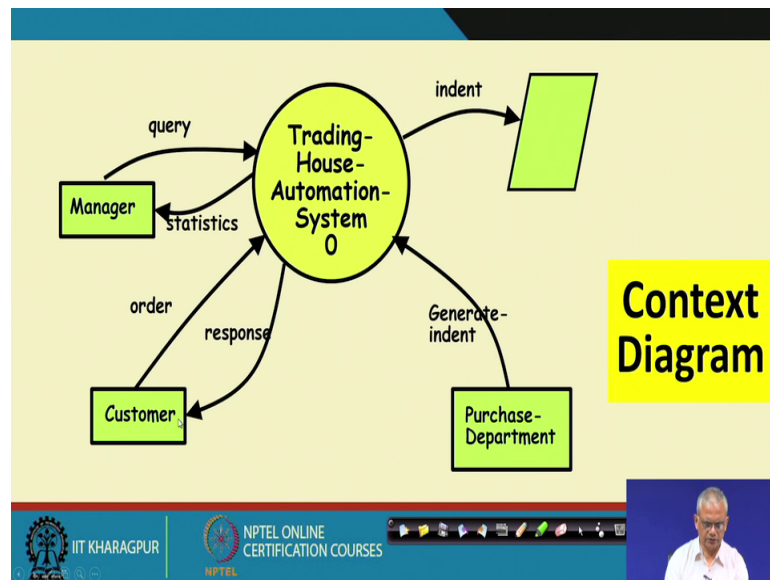 query
Manager
statistics
Trading-
House-
Automation-
System
0
indent
order
response
Customer
Generate-
indent
Purchase-
Department
Context
Diagram
IIT KHARAGPUR
NPTEL
NPTEL ONLINE
CERTIFICATION COURSES